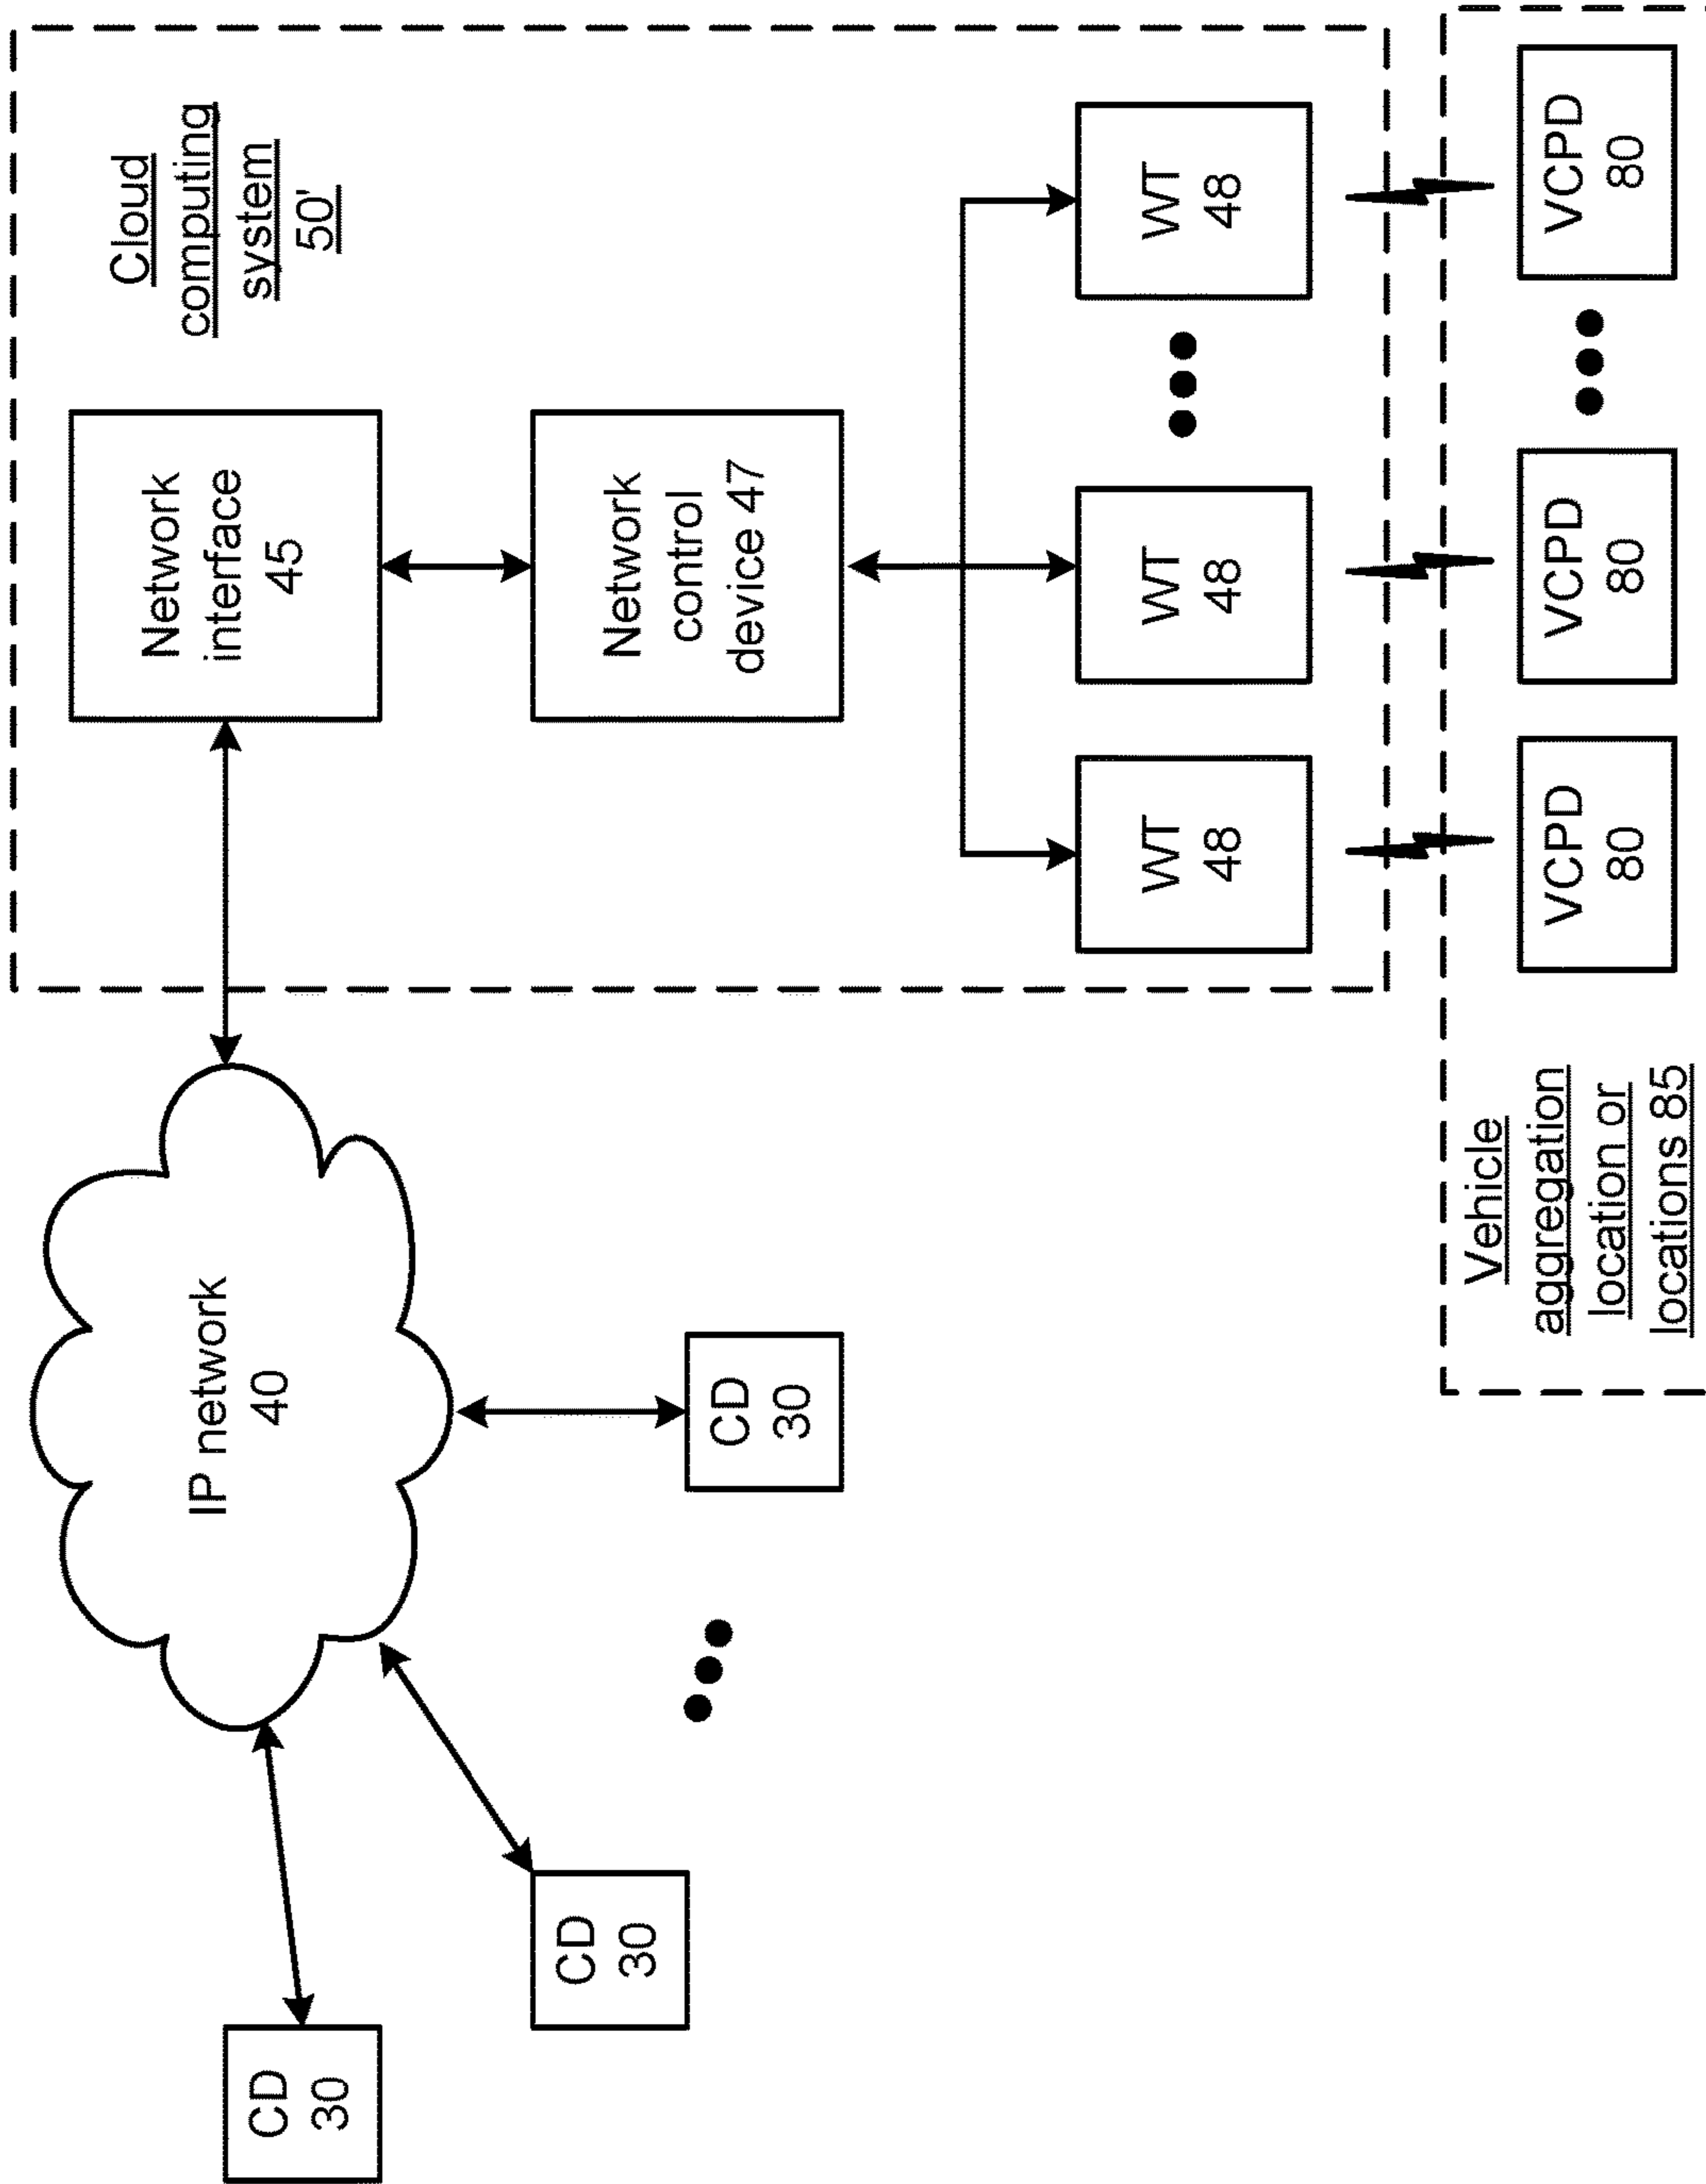 IP network
40
CD
30
CD
30
CD
30
Cloud
computing
system
50'
Network
interface
45
Network
control
device 47
WT
48
WT
48
WT
48
Vehicle
aggregation
location or
locations 85
VCPD
80
VCPD
80
VCPD
80